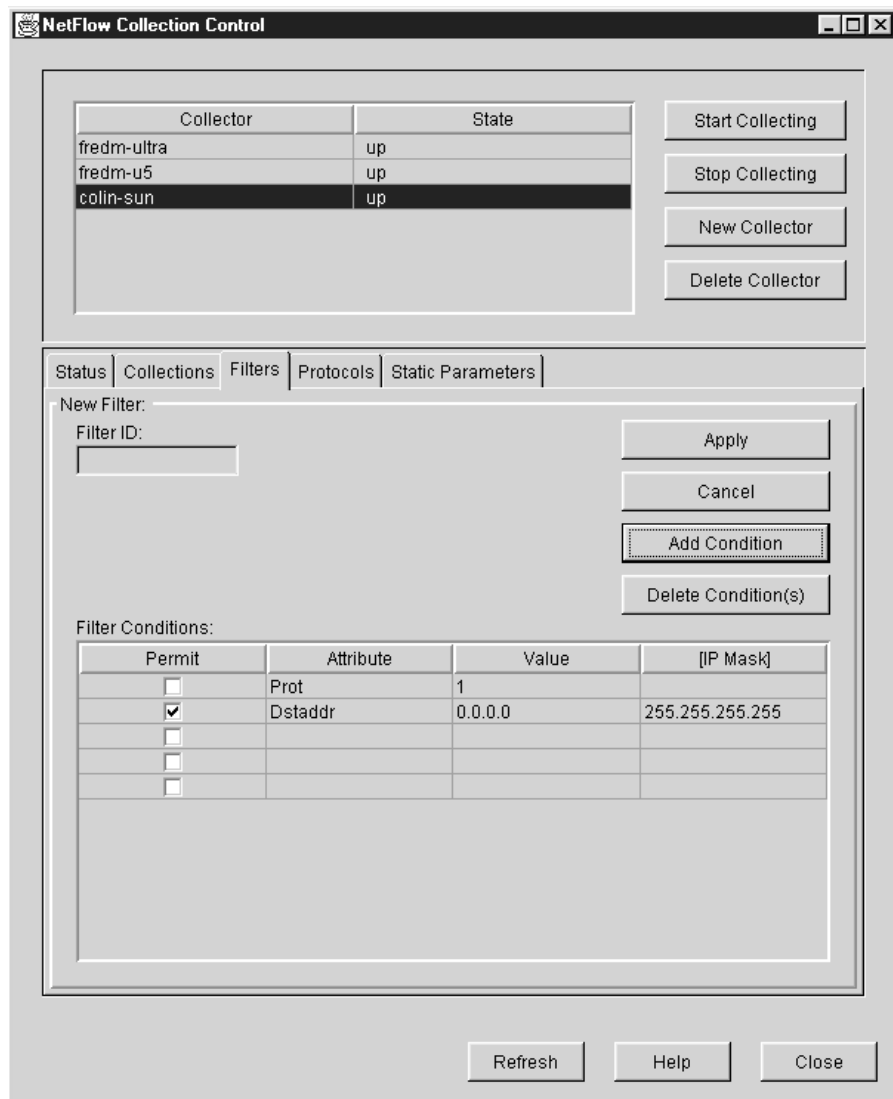 NetFlow Collection Control
Collector State
fredm-ultra up
fredm-u5 up
colin-sun up
Start Collecting
Stop Collecting
New Collector
Delete Collector
Status Collections Filters Protocols Static Parameters
New Filter:
Filter ID:
Apply
Cancel
Add Condition
Delete Condition(s)
Filter Conditions:
Permit Attribute Value [IP Mask]
Prot 1
Dstaddr 0.0.0.0 255.255.255.255
Refresh Help Close